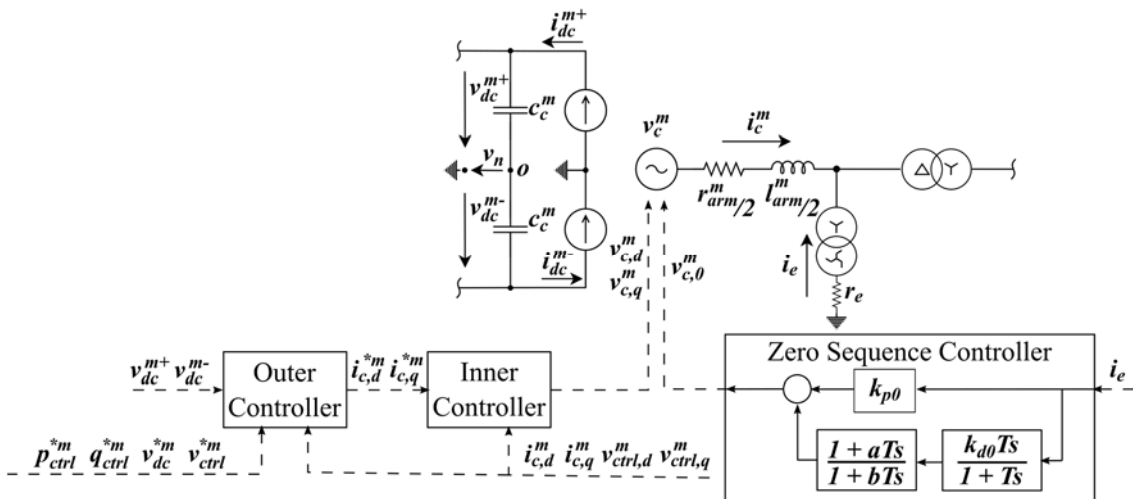 i_dc^m+
v_dc^m+
c_c^m
v_n
o
v_dc^m-
c_c^m
i_dc^m-
v_c^m
i_c^m
r_arm^m/2
l_arm^m/2
Δ Y
Y
i_e
r_e
v_c,d^m
v_c,q^m
v_c,0^m
v_dc^m+ v_dc^m-
Outer
Controller
i_c,d^*m i_c,q^*m
Inner
Controller
p_ctrl^*m q_ctrl^*m v_dc^*m v_ctrl^*m
i_c,d^m i_c,q^m v_ctrl,d^m v_ctrl,q^m
Zero Sequence Controller
i_e
k_p0
1 + aTs
1 + bTs
k_d0Ts
1 + Ts